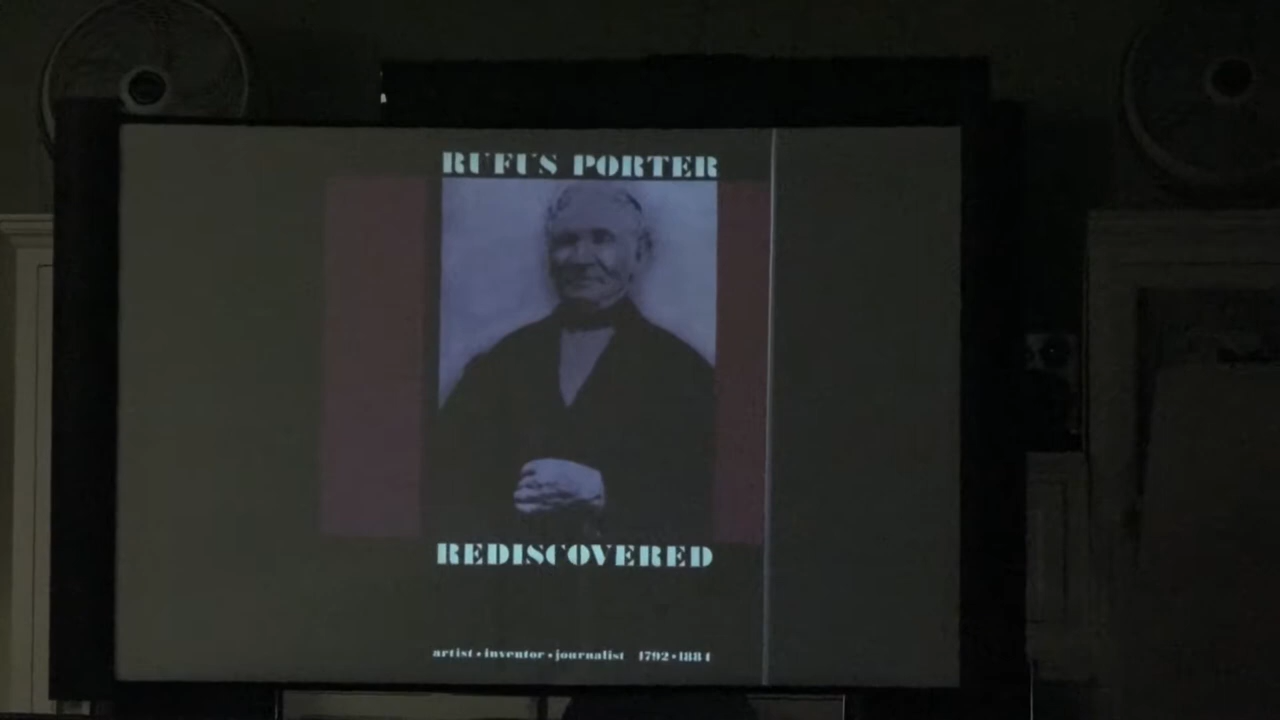 RUFUS PORTER
REDISCOVERED
artist • inventor • journalist 1792 • 1884